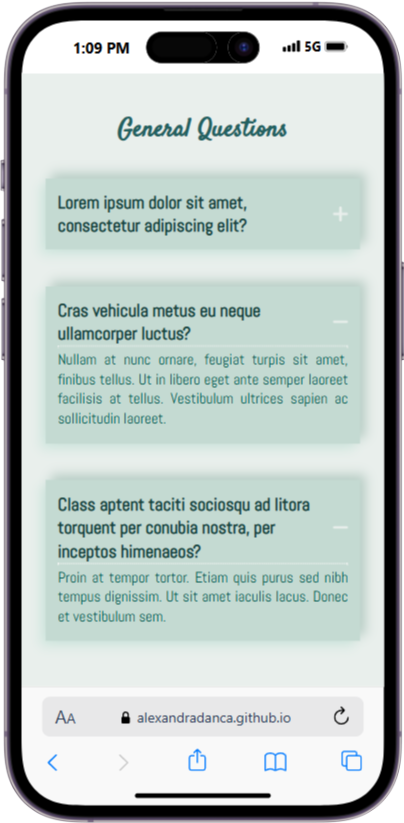 1:09 PM
5G
General Questions
Lorem ipsum dolor sit amet,
consectetur adipiscing elit?
+
Cras vehicula metus eu neque
ullamcorper luctus?
−
Nullam at nunc ornare, feugiat turpis sit amet,
finibus tellus. Ut in libero eget ante semper laoreet
facilisis at tellus. Vestibulum ultrices sapien ac
sollicitudin laoreet.
Class aptent taciti sociosqu ad litora
torquent per conubia nostra, per
inceptos himenaeos?
−
Proin at tempor tortor. Etiam quis purus sed nibh
tempus dignissim. Ut sit amet iaculis lacus. Donec
et vestibulum sem.
AA alexandradanca.github.io